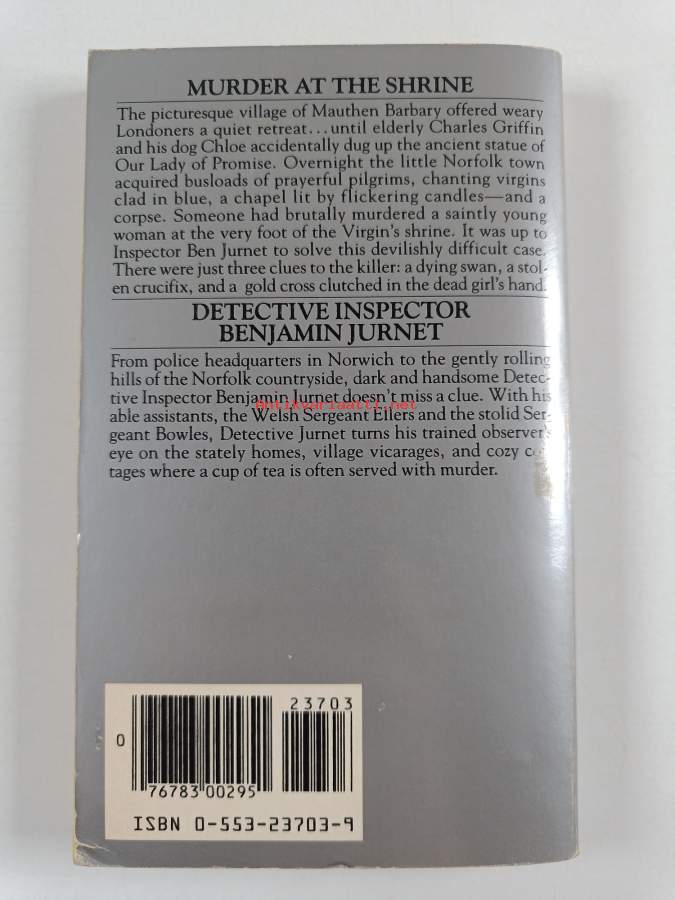 MURDER AT THE SHRINE
The picturesque village of Mauthen Barbary offered weary
Londoners a quiet retreat...until elderly Charles Griffin
and his dog Chloe accidentally dug up the ancient statue of
Our Lady of Promise. Overnight the little Norfolk town
acquired busloads of prayerful pilgrims, chanting virgins
clad in blue, a chapel lit by flickering candles—and a
corpse. Someone had brutally murdered a saintly young
woman at the very foot of the Virgin's shrine. It was up to
Inspector Ben Jurnet to solve this devilishly difficult case.
There were just three clues to the killer: a dying swan, a stol-
en crucifix, and a gold cross clutched in the dead girl's hand.
DETECTIVE INSPECTOR
BENJAMIN JURNET
From police headquarters in Norwich to the gently rolling
hills of the Norfolk countryside, dark and handsome Detec-
tive Inspector Benjamin Jurnet doesn't miss a clue. With his
Antikvariaatti.net
able assistants, the Welsh Sergeant Ellers and the stolid Ser-
geant Bowles, Detective Jurnet turns his trained observer's
eye on the stately homes, village vicarages, and cozy cot-
tages where a cup of tea is often served with murder.
23703
0
76783 00295
ISBN 0-553-23703-9